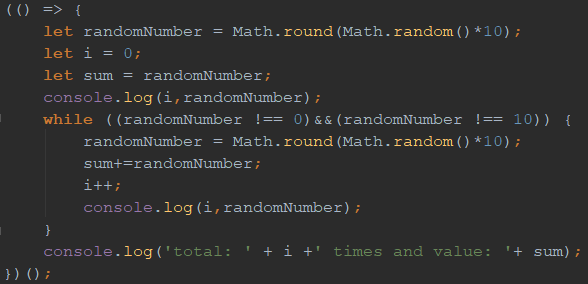 (() => {
    let randomNumber = Math.round(Math.random()*10);
    let i = 0;
    let sum = randomNumber;
    console.log(i,randomNumber);
    while ((randomNumber !== 0)&&(randomNumber !== 10)) {
        randomNumber = Math.round(Math.random()*10);
        sum+=randomNumber;
        i++;
        console.log(i,randomNumber);
    }
    console.log('total: ' + i +' times and value: '+ sum);
})();